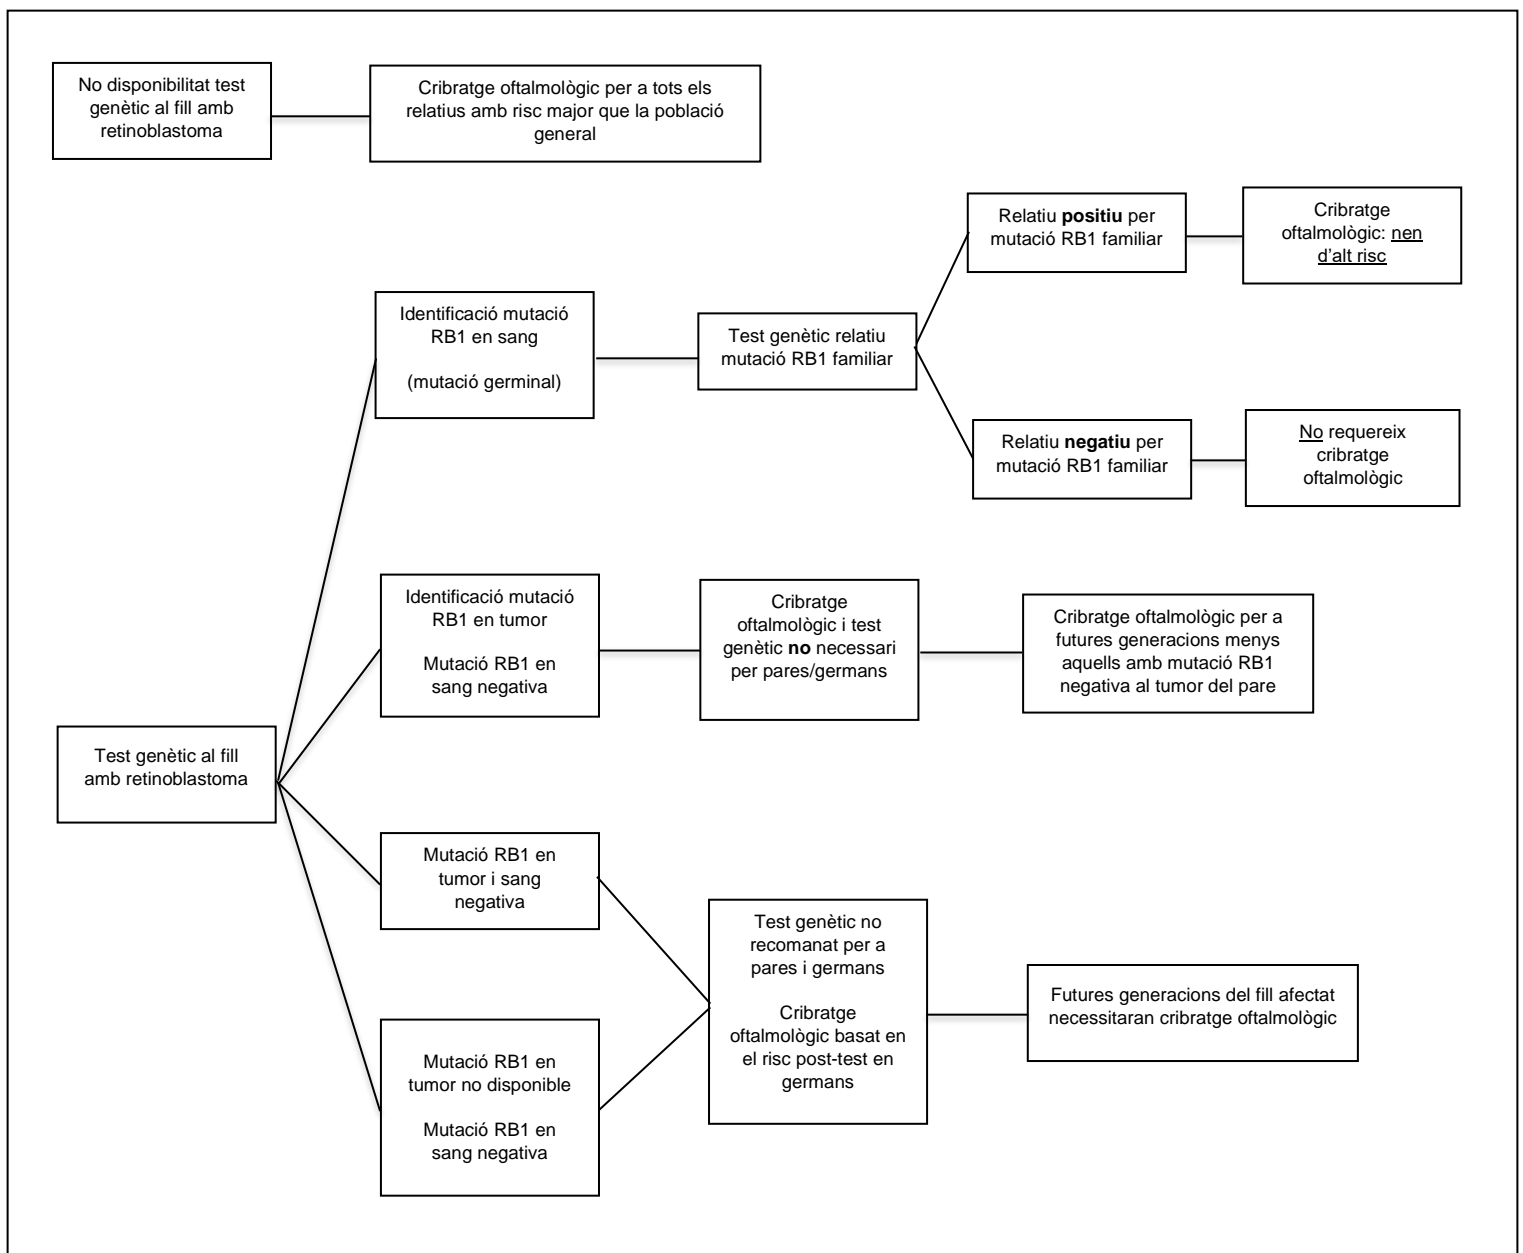 No disponibilitat test
genètic al fill amb
retinoblastoma
Cribratge oftalmològic per a tots els
relatius amb risc major que la població
general
Relatiu positiu per
mutació RB1 familiar
Cribratge
oftalmològic: nen
d'alt risc
Identificació mutació
RB1 en sang
(mutació germinal)
Test genètic relatiu
mutació RB1 familiar
Relatiu negatiu per
mutació RB1 familiar
No requereix
cribratge
oftalmològic
Identificació mutació
RB1 en tumor
Mutació RB1 en
sang negativa
Cribratge
oftalmològic i test
genètic no necessari
per pares/germans
Cribratge oftalmològic per a
futures generacions menys
aquells amb mutació RB1
negativa al tumor del pare
Test genètic al fill
amb retinoblastoma
Mutació RB1 en
tumor i sang
negativa
Test genètic no
recomanat per a
pares i germans
Cribratge
oftalmològic basat en
el risc post-test en
germans
Futures generacions del fill afectat
necessitaran cribratge oftalmològic
Mutació RB1 en
tumor no disponible
Mutació RB1 en
sang negativa